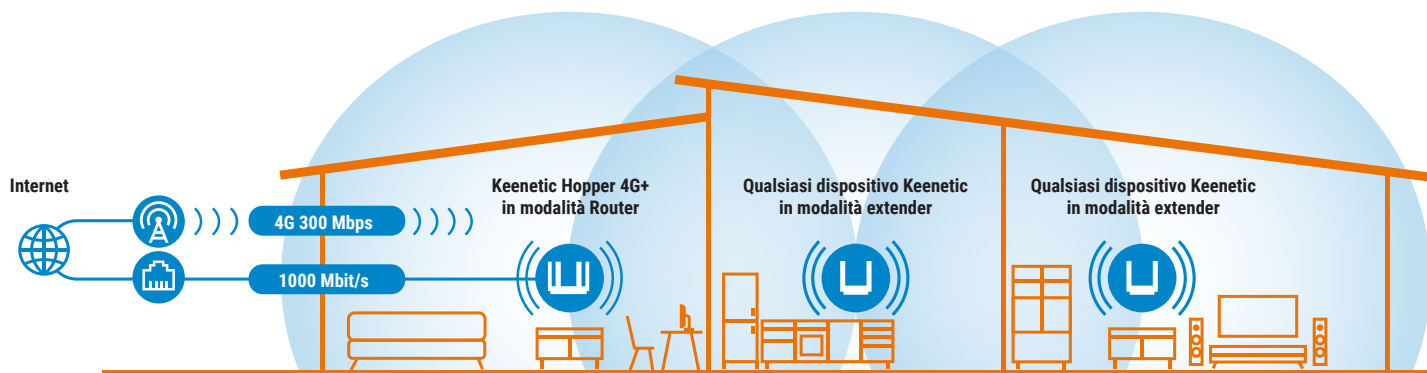 Internet
4G 300 Mbps
1000 Mbit/s
Keenetic Hopper 4G+
in modalità Router
Qualsiasi dispositivo Keenetic
in modalità extender
Qualsiasi dispositivo Keenetic
in modalità extender